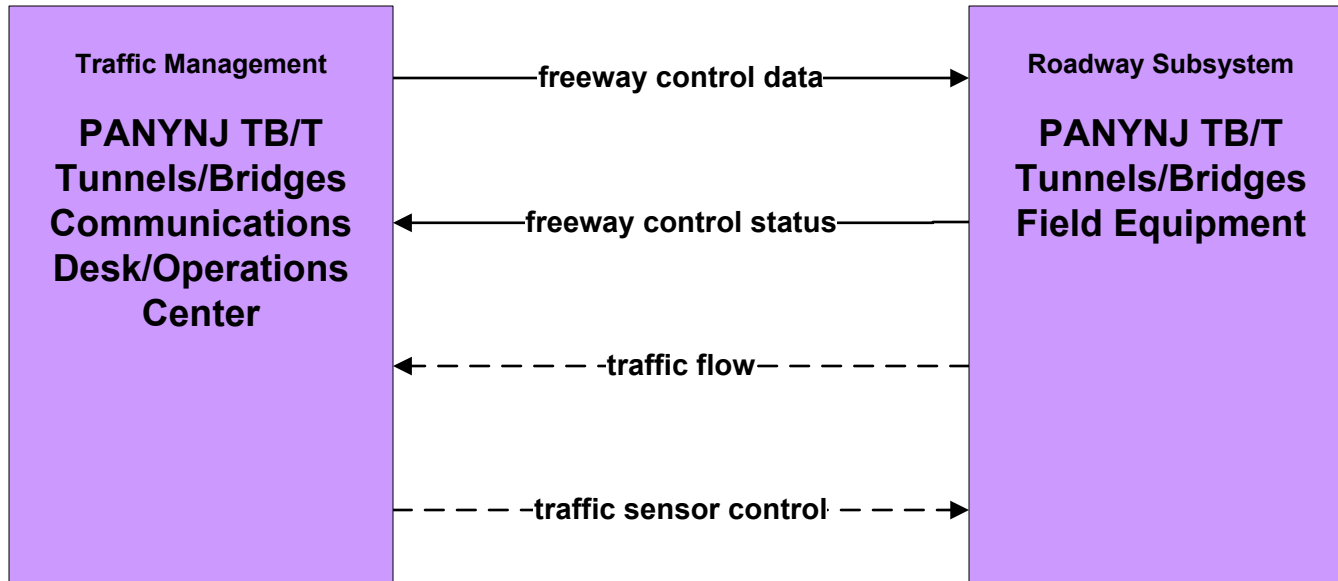 Traffic Management
PANYNJ TB/T
Tunnels/Bridges
Communications
Desk/Operations
Center
freeway control data
freeway control status
traffic flow
traffic sensor control
Roadway Subsystem
PANYNJ TB/T
Tunnels/Bridges
Field Equipment